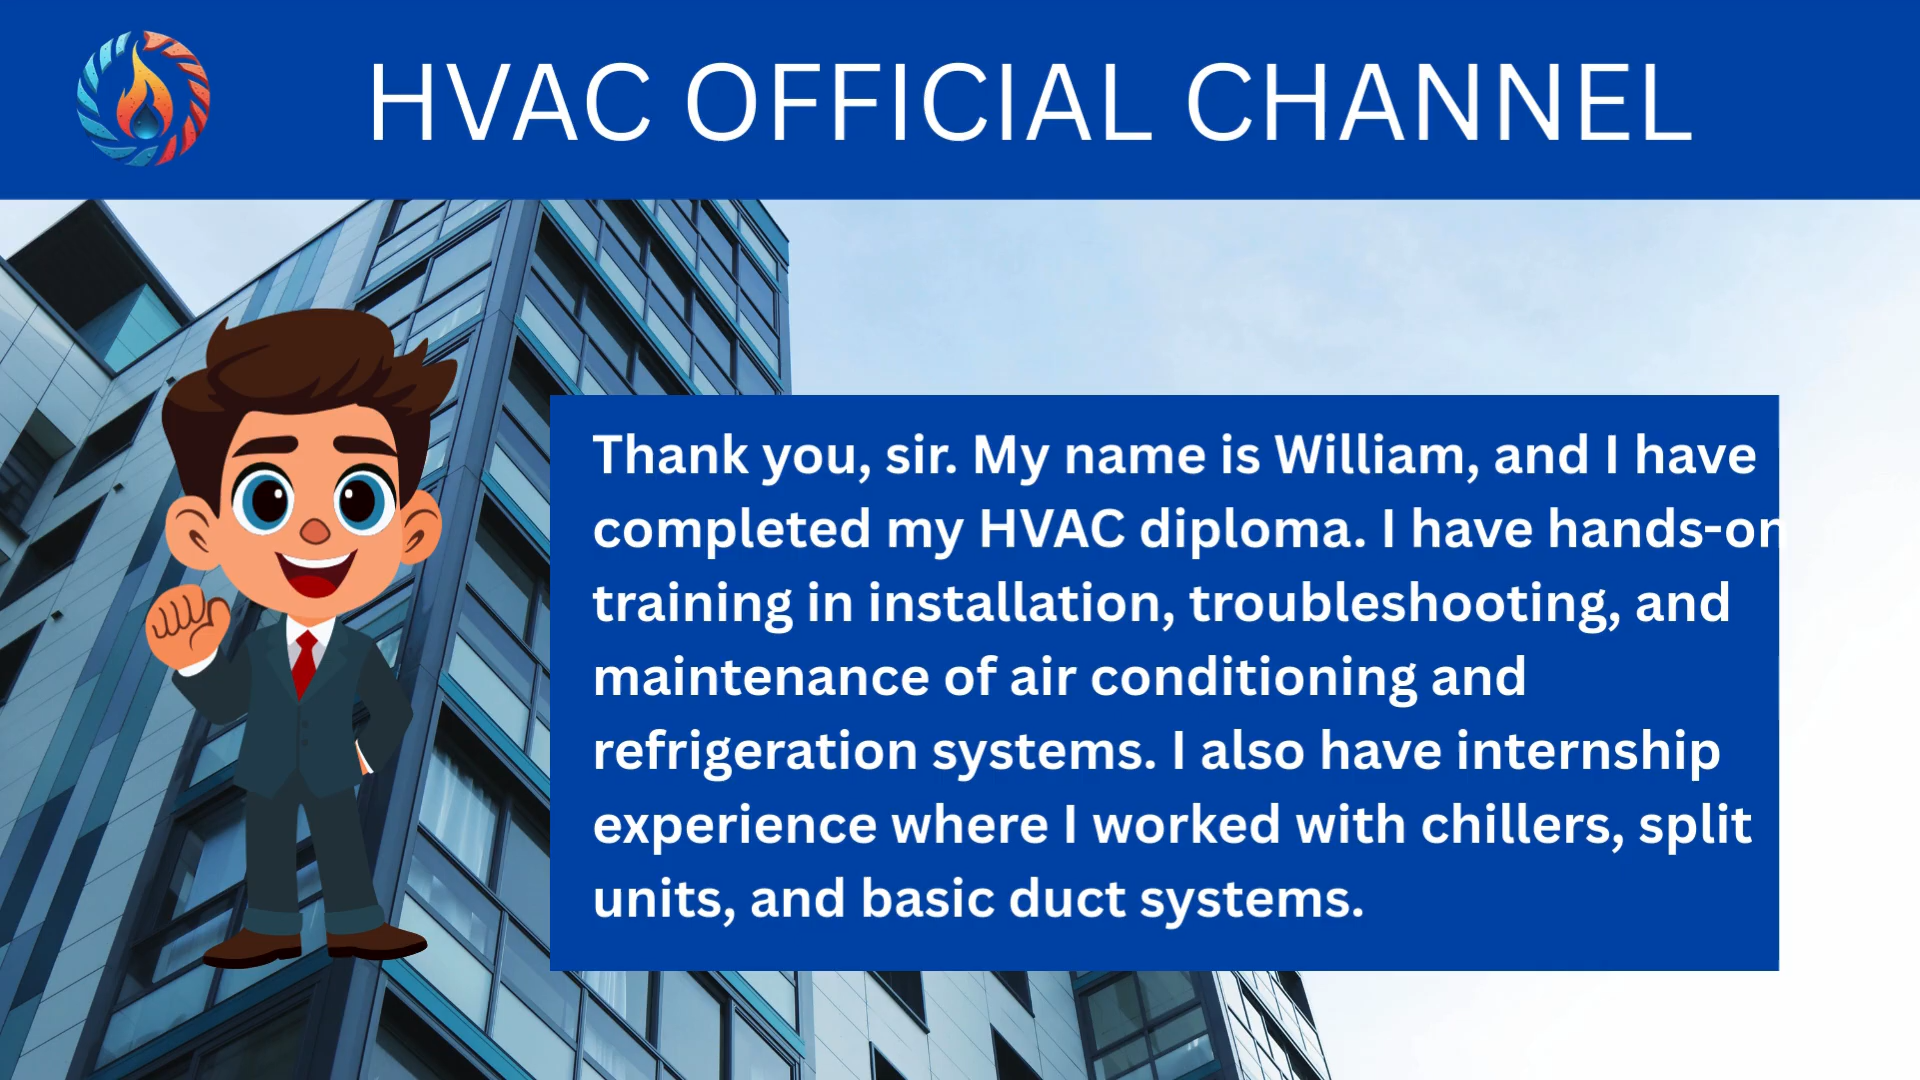 HVAC OFFICIAL CHANNEL
Thank you, sir. My name is William, and I have
completed my HVAC diploma. I have hands-on
training in installation, troubleshooting, and
maintenance of air conditioning and
refrigeration systems. I also have internship
experience where I worked with chillers, split
units, and basic duct systems.